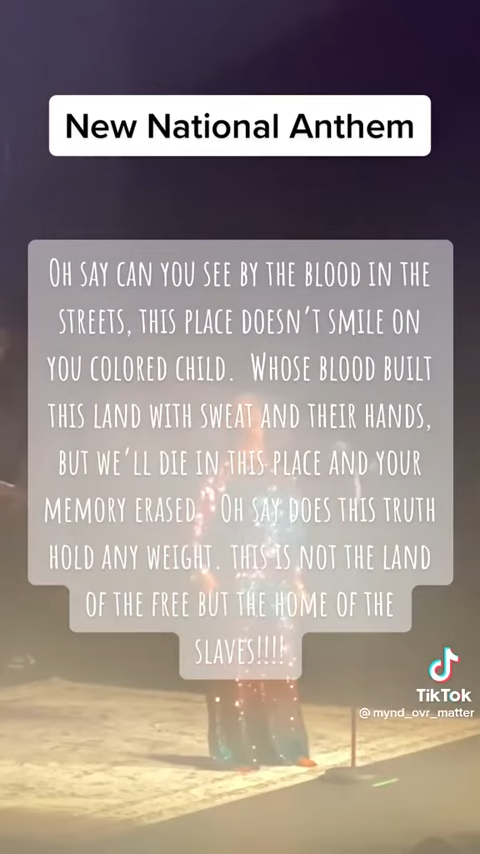 New National Anthem
OH SAY CAN YOU SEE BY THE BLOOD IN THE
STREETS, THIS PLACE DOESN'T SMILE ON
YOU COLORED CHILD. WHOSE BLOOD BUILT
THIS LAND WITH SWEAT AND THEIR HANDS,
BUT WE'LL DIE IN THIS PLACE AND YOUR
MEMORY ERASED. OH SAY DOES THIS TRUTH
HOLD ANY WEIGHT. THIS IS NOT THE LAND
OF THE FREE BUT THE HOME OF THE
SLAVES!!!!
TikTok
@mynd_ovr_matter